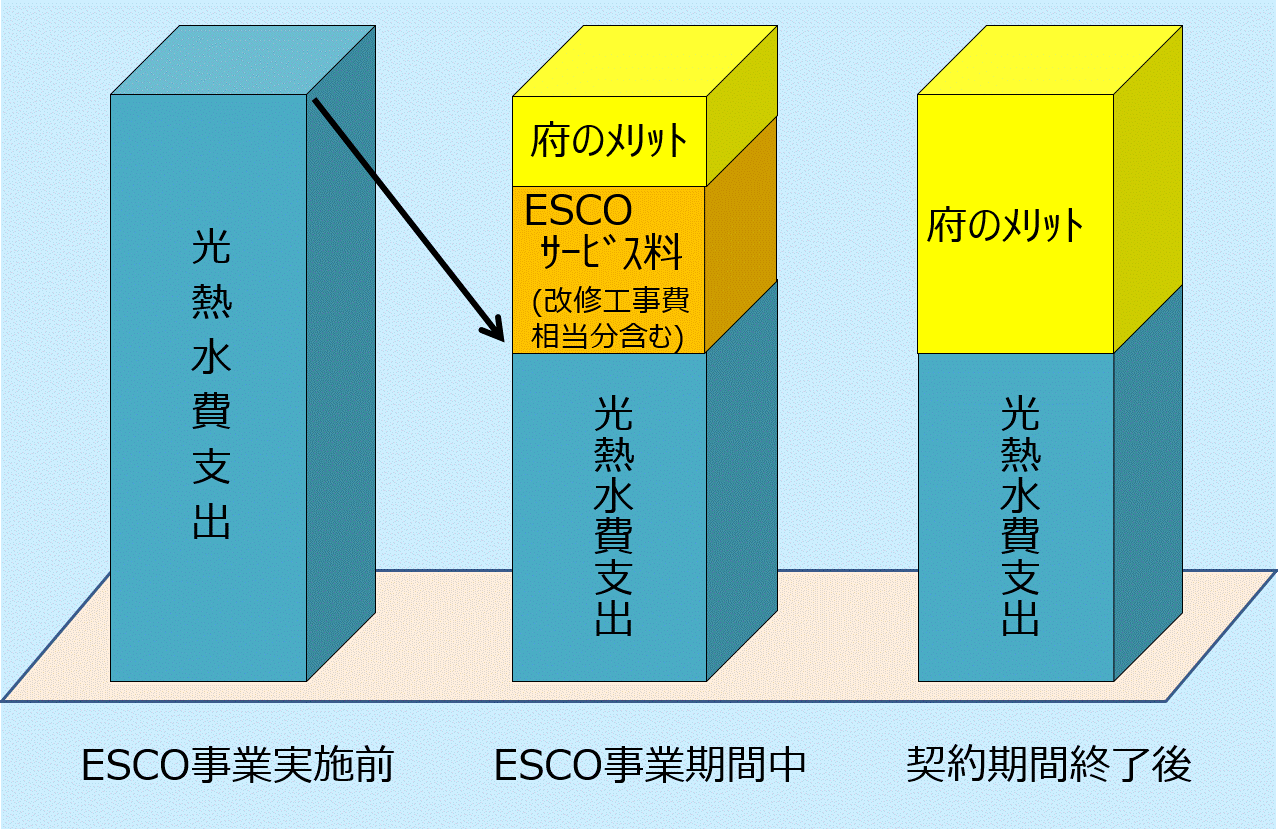 光熱水費支出
府のﾒﾘｯﾄ
ESCO
ｻｰﾋﾞｽ料
(改修工事費
相当分含む)
光熱水費支出
府のﾒﾘｯﾄ
光熱水費支出
ESCO事業実施前
ESCO事業期間中
契約期間終了後